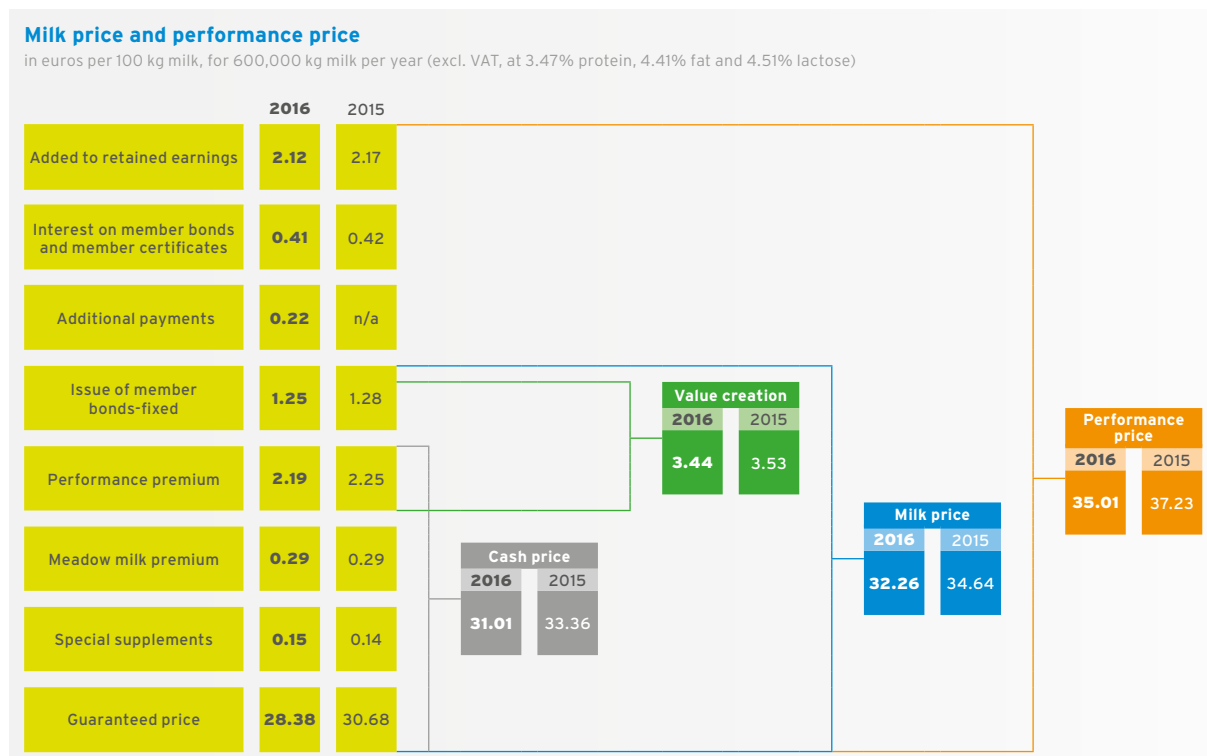 Milk price and performance price
in euros per 100 kg milk, for 600,000 kg milk per year (excl. VAT, at 3.47% protein, 4.41% fat and 4.51% lactose)
2016 2015
Added to retained earnings 2.12 2.17
Interest on member bonds
and member certificates 0.41 0.42
Additional payments 0.22 n/a
Issue of member
bonds-fixed 1.25 1.28
Performance premium 2.19 2.25
Meadow milk premium 0.29 0.29
Special supplements 0.15 0.14
Guaranteed price 28.38 30.68
Cash price
2016 2015
31.01 33.36
Value creation
2016 2015
3.44 3.53
Milk price
2016 2015
32.26 34.64
Performance
price
2016 2015
35.01 37.23